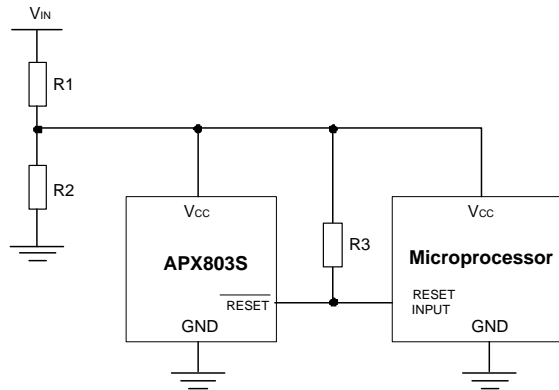 VIN
R1
R2
VCC
APX803S
RESET
GND
R3
VCC
Microprocessor
RESET
INPUT
GND